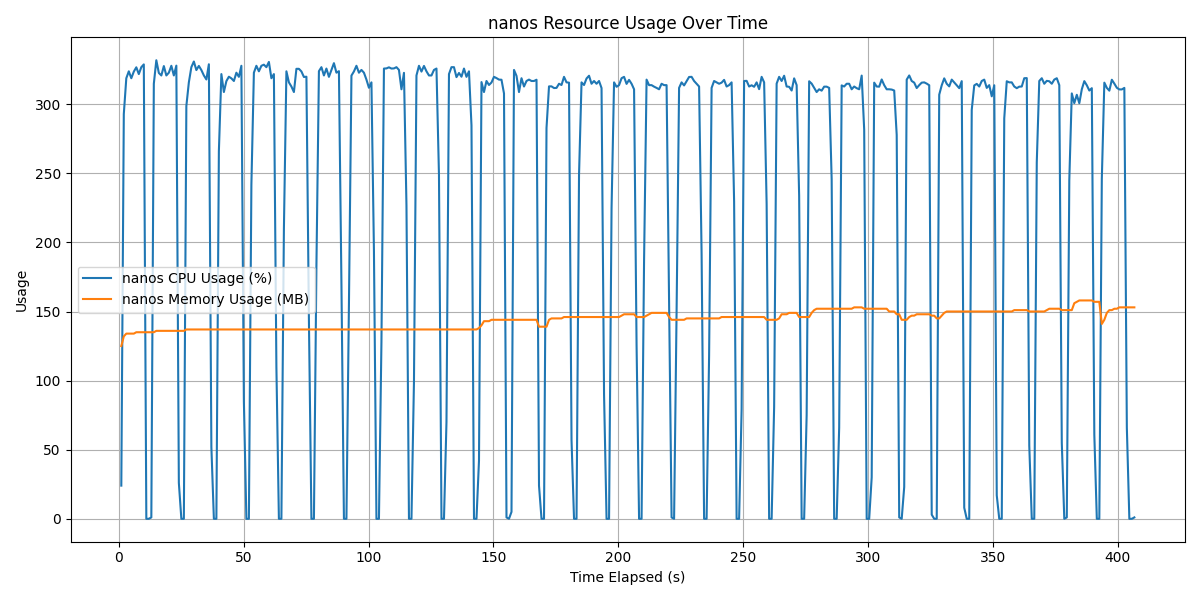 nanos Resource Usage Over Time
300
250
200
150
100
50
0
Usage
nanos CPU Usage (%)
nanos Memory Usage (MB)
0 50 100 150 200 250 300 350 400
Time Elapsed (s)